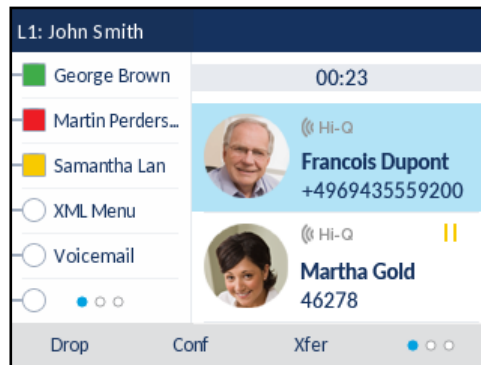 L1: John Smith
George Brown
Martin Perders...
Samantha Lan
XML Menu
Voicemail
00:23
Hi-Q
Francois Dupont
+4969435559200
Hi-Q
Martha Gold
46278
Drop Conf Xfer